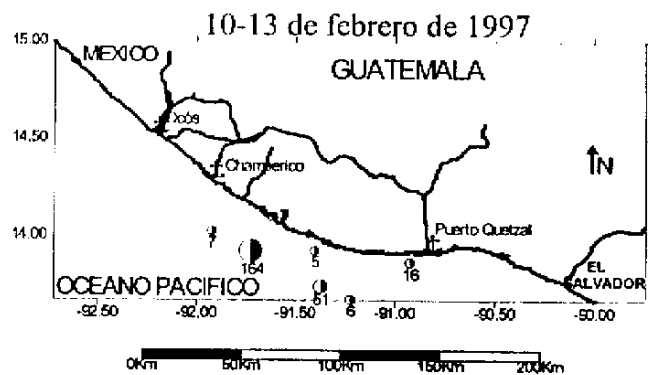 10-13 de febrero de 1997
15.00
MEXICO
GUATEMALA
Ocós
14.50
Champerico
N
14.00
7
164
7
5
16
Puerto Quetzal
EL
SALVADOR
OCEANO PACIFICO
51
6
-92.50
-92.00
-91.50
-91.00
-90.50
-90.00
0Km
50Km
100Km
150Km
200Km